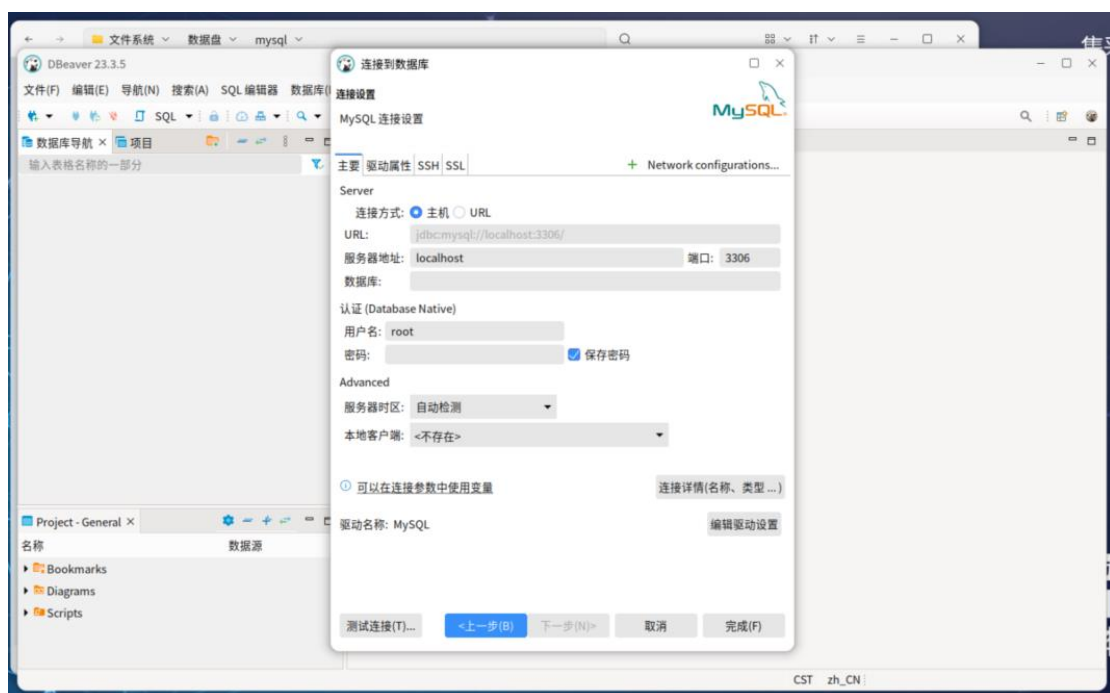 文件系统 数据盘 mysql
DBeaver 23.3.5
文件(F) 编辑(E) 导航(N) 搜索(A) SQL 编辑器 数据库(
SQL
数据库导航 项目
输入表格名称的一部分
连接到数据库
连接设置
MySQL 连接设置
MySQL
主要 驱动属性 SSH SSL + Network configurations...
Server
连接方式: 主机 URL
URL: jdbc:mysql://localhost:3306/
服务器地址: localhost 端口: 3306
数据库:
认证 (Database Native)
用户名: root
密码: 保存密码
Advanced
服务器时区: 自动检测
本地客户端: <不存在>
可以在连接参数中使用变量 连接详情(名称、类型 ...)
驱动名称: MySQL 编辑驱动设置
测试连接(T)... <上一步(B) 下一步(N)> 取消 完成(F)
Project - General
名称 数据源
Bookmarks
Diagrams
Scripts
CST zh_CN